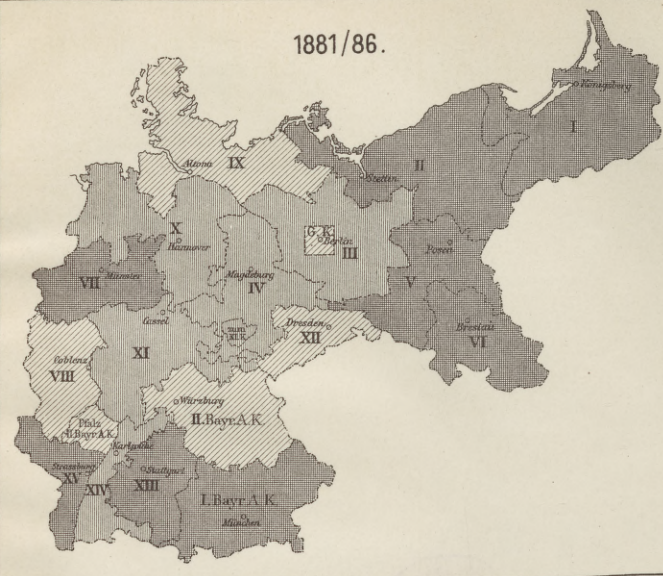 1881/86.
Königsburg
I
II
Altona
IX
Stettin
X
Hannover
G. K.
Berlin
III
Posen
VII
Münster
Magdeburg
IV
V
Cassel
zum
XI.K.
Dresden
XII
Breslau
VI
XI
Coblenz
VIII
Würzburg
II.Bayr.A.K.
Pfalz
II.Bayr.A.K.
Karlsruhe
Strassburg
XV
XIV
Stuttgart
XIII
I.Bayr.A.K.
München